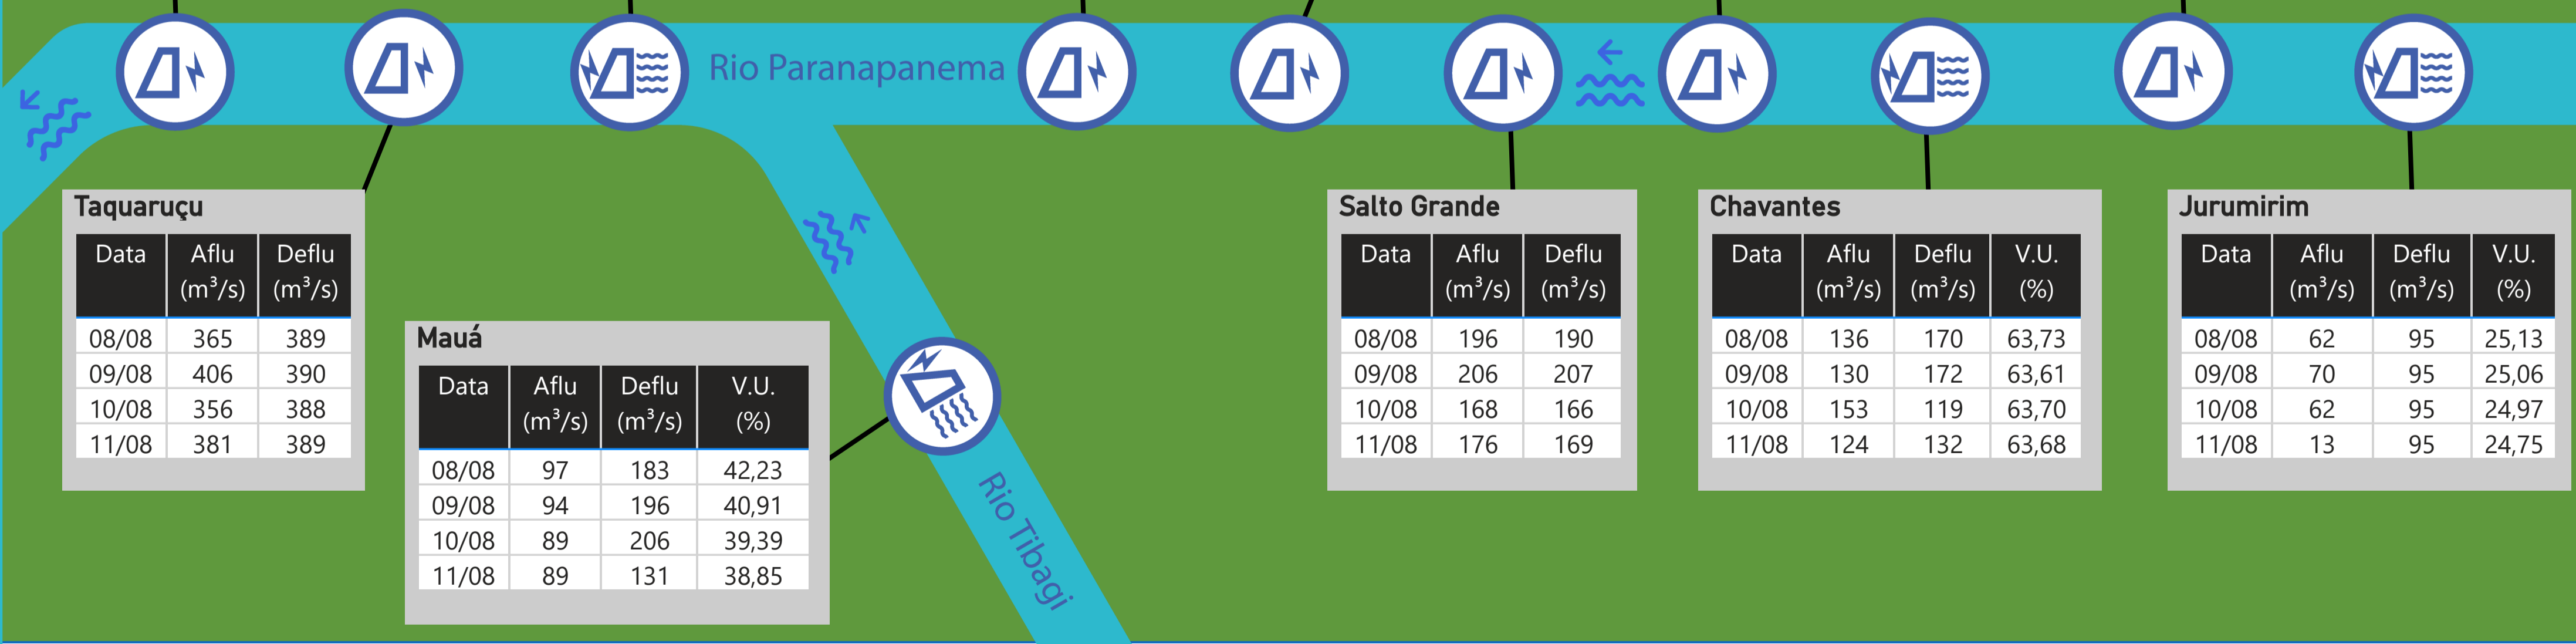 Rio Paranapanema
Taquaruçu
Data Aflu (m³/s) Deflu (m³/s)
08/08 365 389
09/08 406 390
10/08 356 388
11/08 381 389
Mauá
Data Aflu (m³/s) Deflu (m³/s) V.U. (%)
08/08 97 183 42,23
09/08 94 196 40,91
10/08 89 206 39,39
11/08 89 131 38,85
Rio Tibagi
Salto Grande
Data Aflu (m³/s) Deflu (m³/s)
08/08 196 190
09/08 206 207
10/08 168 166
11/08 176 169
Chavantes
Data Aflu (m³/s) Deflu (m³/s) V.U. (%)
08/08 136 170 63,73
09/08 130 172 63,61
10/08 153 119 63,70
11/08 124 132 63,68
Jurumirim
Data Aflu (m³/s) Deflu (m³/s) V.U. (%)
08/08 62 95 25,13
09/08 70 95 25,06
10/08 62 95 24,97
11/08 13 95 24,75